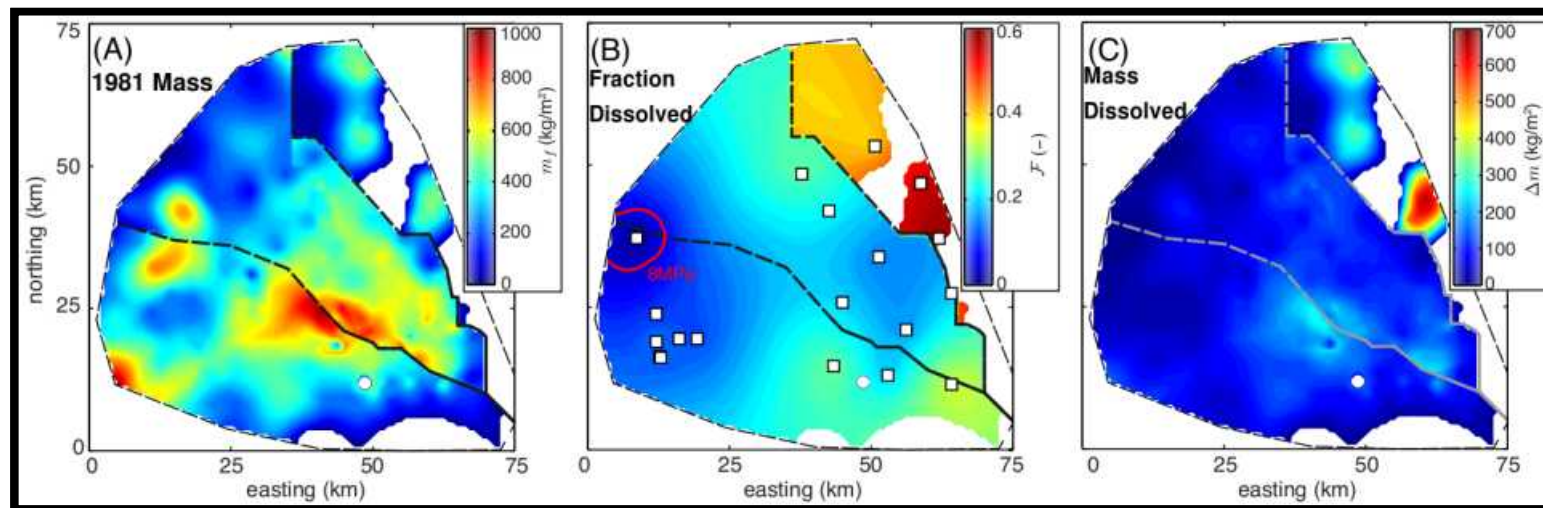 75
50
25
0
northing (km)
0 25 50 75
easting (km)
(A)
1981 Mass
1000
800
600
400
200
0
m_f (kg/m²)
0 25 50 75
easting (km)
(B)
Fraction
Dissolved
8MPa
0.6
0.4
0.2
0
ℱ (−)
0 25 50 75
easting (km)
(C)
Mass
Dissolved
700
600
500
400
300
200
100
0
Δm (kg/m²)